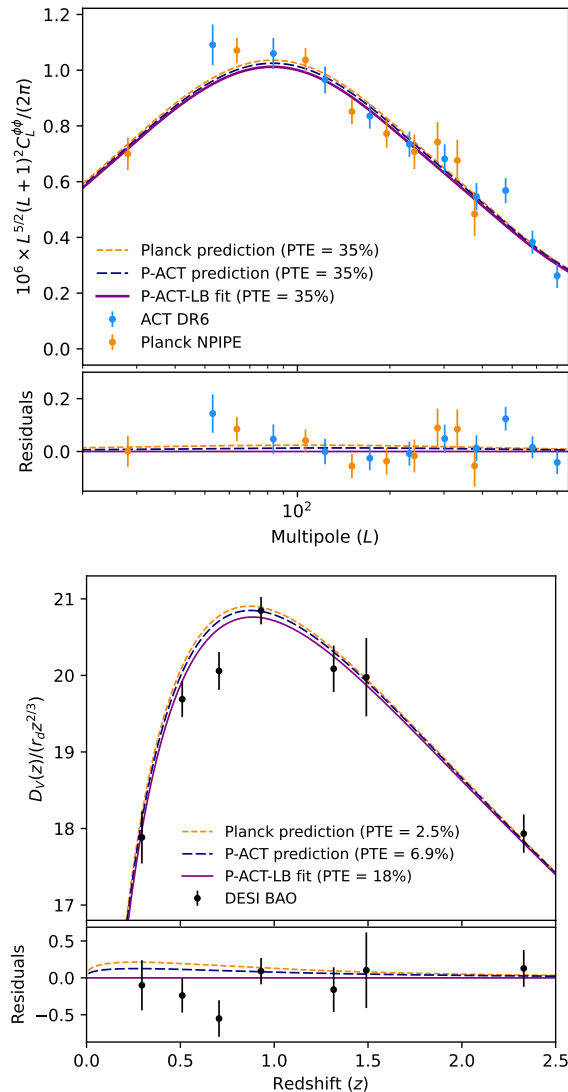 1.2
1.0
0.8
0.6
0.4
0.2
0.0
10^6 × L^{5/2}(L + 1)^2 C_L^{ϕϕ}/(2π)
Planck prediction (PTE = 35%)
P-ACT prediction (PTE = 35%)
P-ACT-LB fit (PTE = 35%)
ACT DR6
Planck NPIPE
0.2
0.0
Residuals
10^2
Multipole (L)
21
20
19
18
17
D_V(z)/(r_d z^{2/3})
Planck prediction (PTE = 2.5%)
P-ACT prediction (PTE = 6.9%)
P-ACT-LB fit (PTE = 18%)
DESI BAO
0.5
0.0
−0.5
Residuals
0.0 0.5 1.0 1.5 2.0 2.5
Redshift (z)